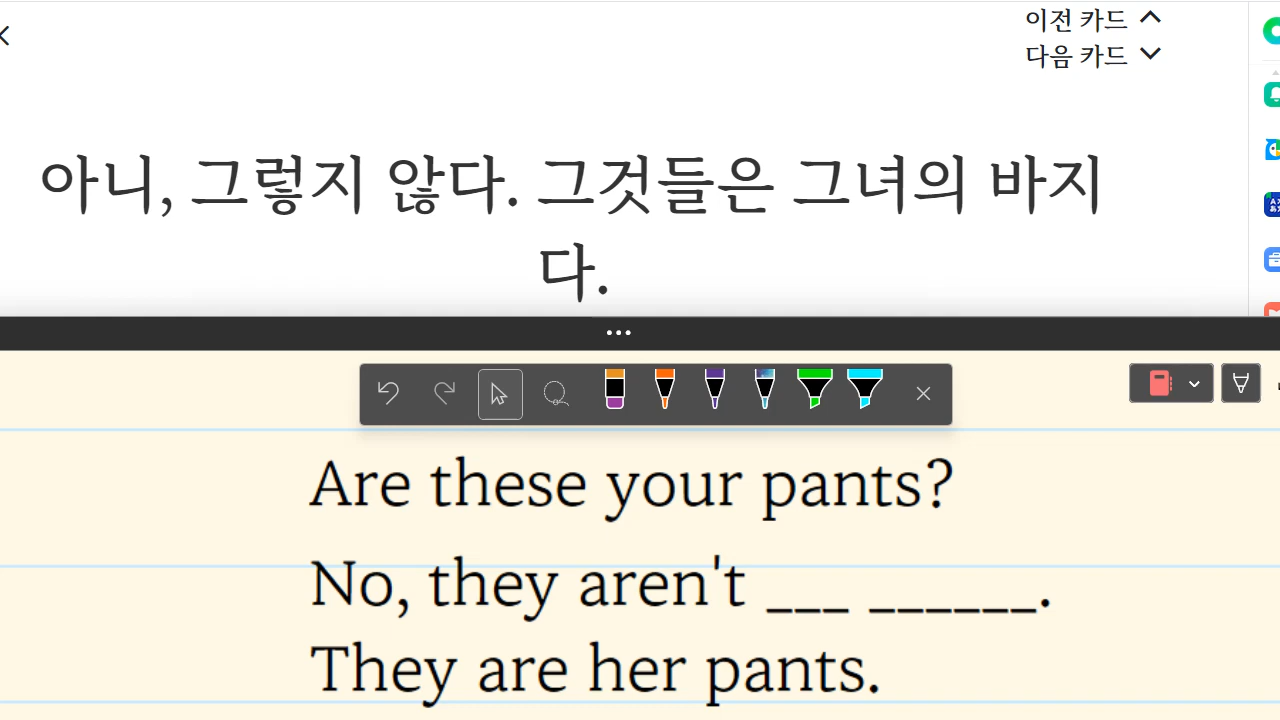 이전 카드
다음 카드
아니, 그렇지 않다. 그것들은 그녀의 바지
다.
Are these your pants?
No, they aren't ___ ______.
They are her pants.